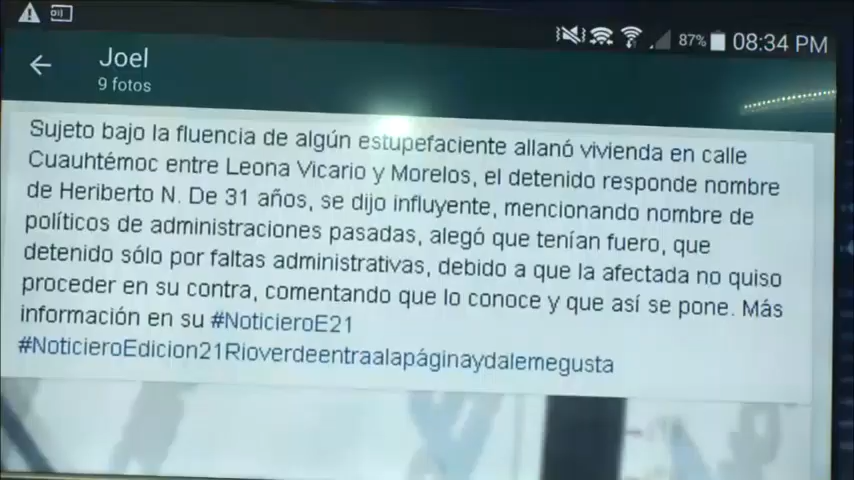 87% 08:34 PM
Joel
9 fotos
Sujeto bajo la fluencia de algún estupefaciente allanó vivienda en calle
Cuauhtémoc entre Leona Vicario y Morelos, el detenido responde nombre
de Heriberto N. De 31 años, se dijo influyente, mencionando nombre de
políticos de administraciones pasadas, alegó que tenían fuero, que
detenido sólo por faltas administrativas, debido a que la afectada no quiso
proceder en su contra, comentando que lo conoce y que así se pone. Más
información en su #NoticieroE21
#NoticieroEdicion21Rioverdeentraalapáginaydalemegusta